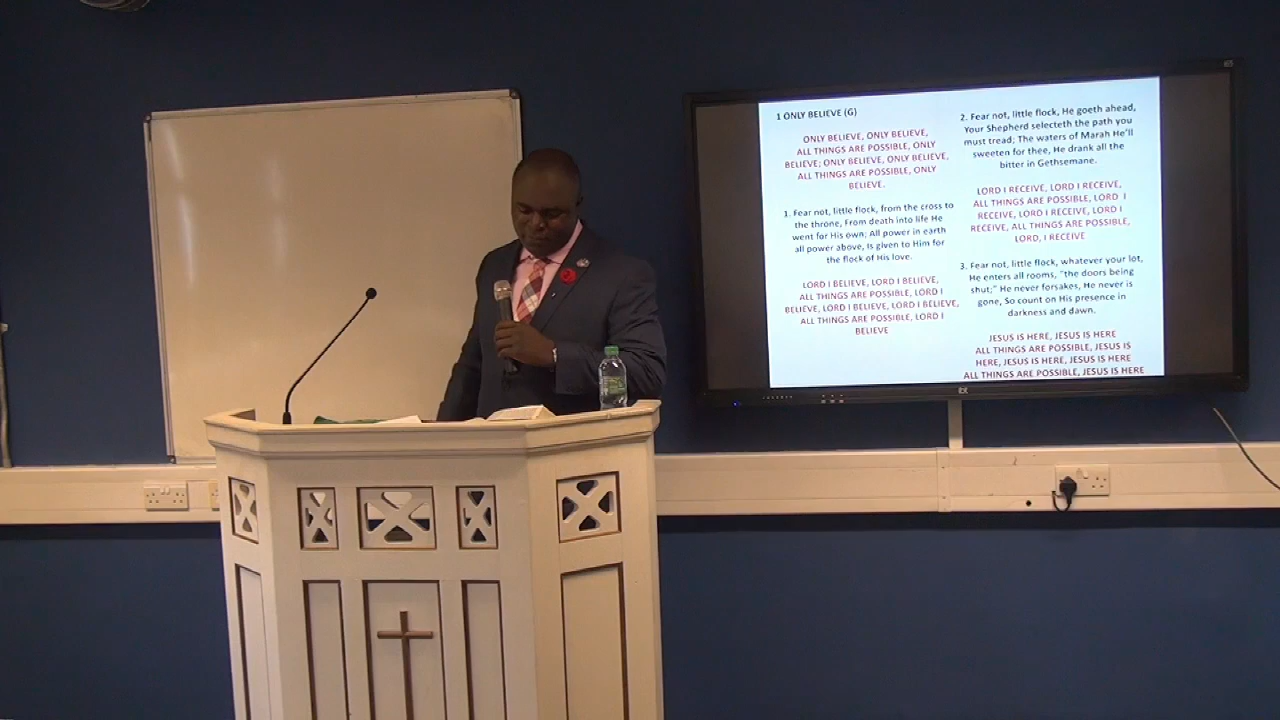 1 ONLY BELIEVE (G)
ONLY BELIEVE, ONLY BELIEVE,
ALL THINGS ARE POSSIBLE, ONLY
BELIEVE; ONLY BELIEVE, ONLY BELIEVE,
ALL THINGS ARE POSSIBLE, ONLY
BELIEVE.
1. Fear not, little flock, from the cross to
the throne, From death into life He
went for His own; All power in earth
all power above, Is given to Him for
the flock of His love.
LORD I BELIEVE, LORD I BELIEVE,
ALL THINGS ARE POSSIBLE, LORD I
BELIEVE, LORD I BELIEVE, LORD I BELIEVE,
ALL THINGS ARE POSSIBLE, LORD I
BELIEVE
2. Fear not, little flock, He goeth ahead,
Your Shepherd selecteth the path you
must tread; The waters of Marah He'll
sweeten for thee, He drank all the
bitter in Gethsemane.
LORD I RECEIVE, LORD I RECEIVE,
ALL THINGS ARE POSSIBLE, LORD I
RECEIVE, LORD I RECEIVE, LORD I
RECEIVE, ALL THINGS ARE POSSIBLE,
LORD, I RECEIVE
3. Fear not, little flock, whatever your lot,
He enters all rooms, "the doors being
shut;" He never forsakes, He never is
gone, So count on His presence in
darkness and dawn.
JESUS IS HERE, JESUS IS HERE
ALL THINGS ARE POSSIBLE, JESUS IS
HERE, JESUS IS HERE, JESUS IS HERE
ALL THINGS ARE POSSIBLE, JESUS IS HERE